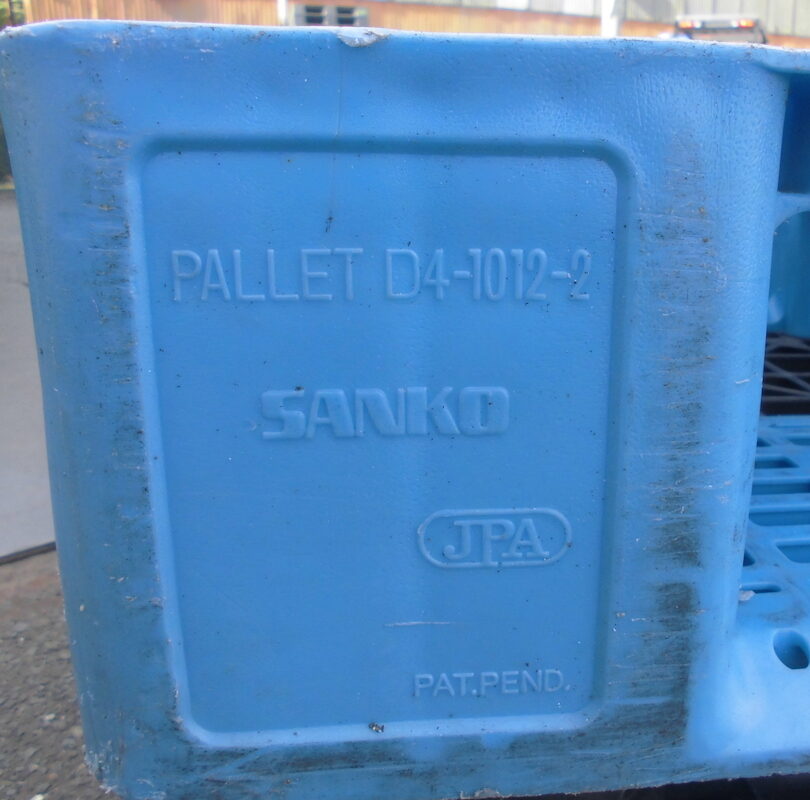 PALLET D4-1012-2
SANKO
JPA
PAT.PEND.